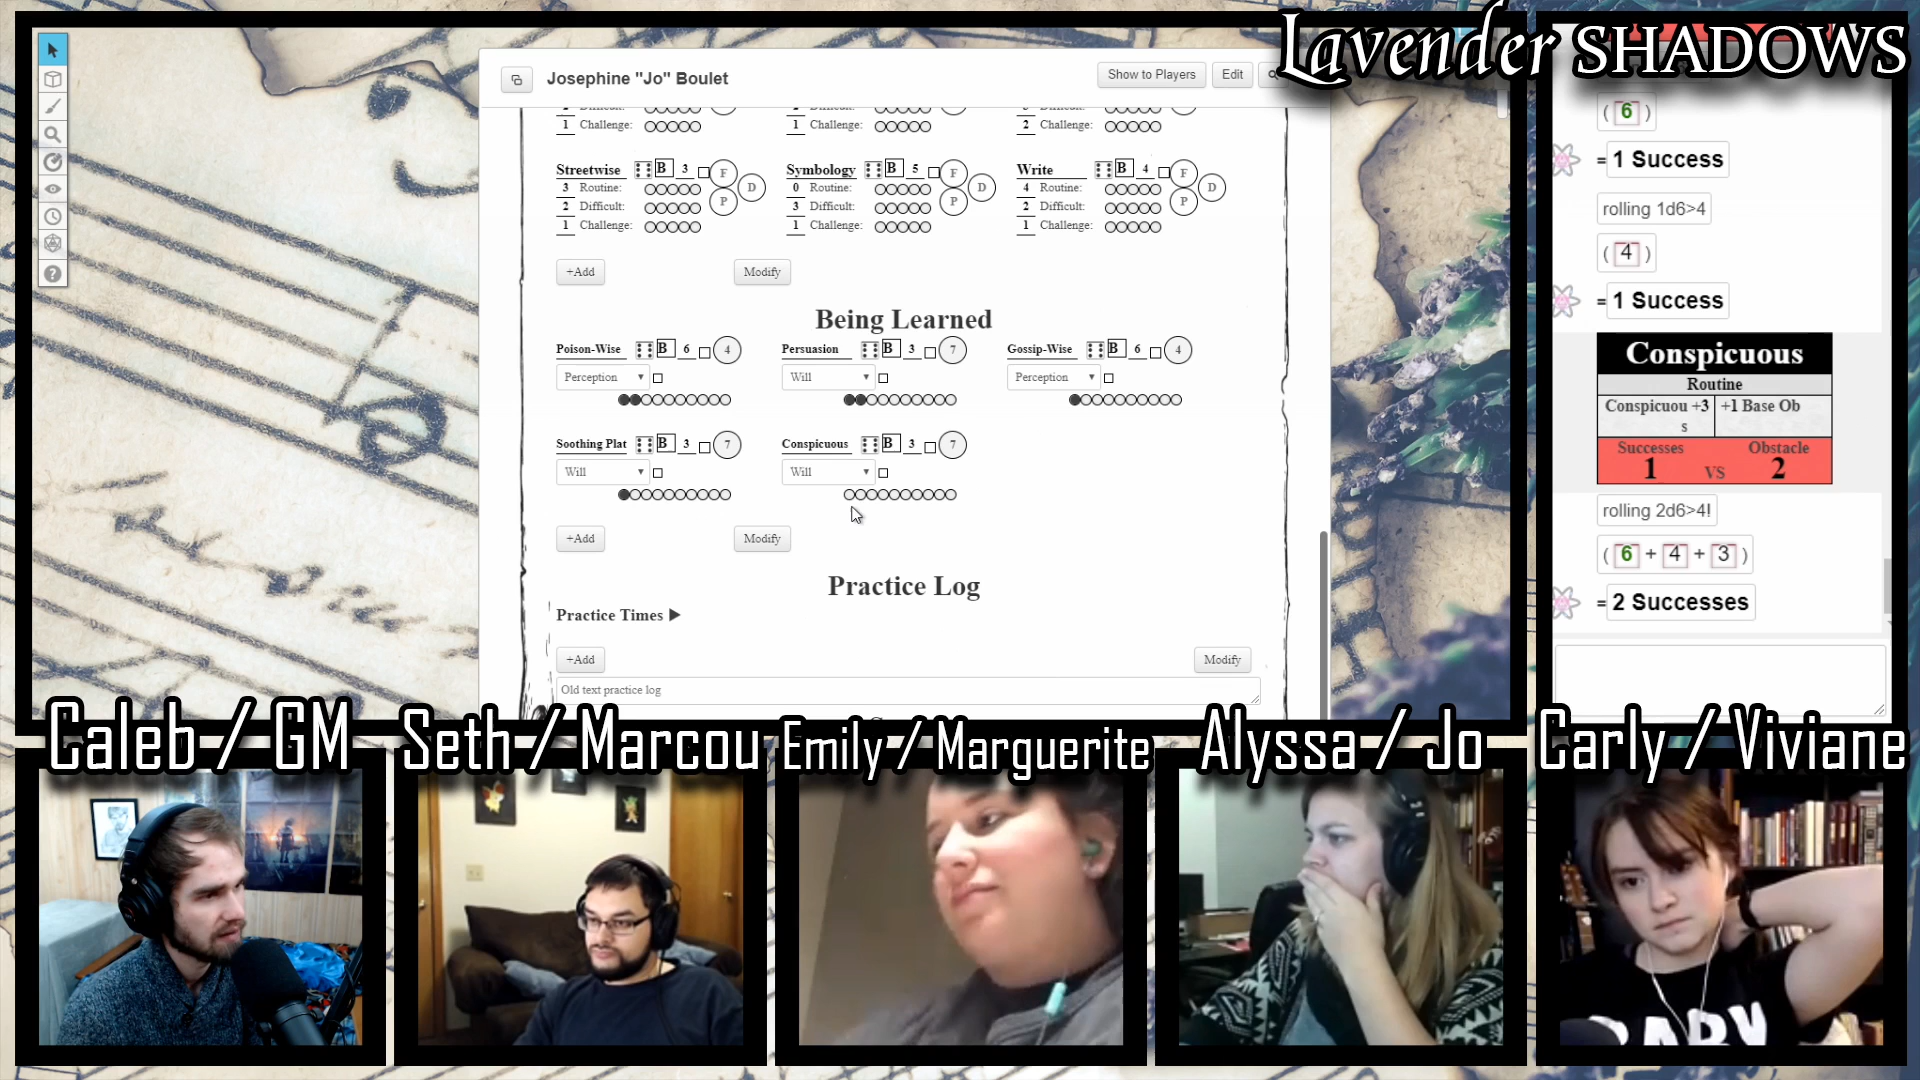 Lavender SHADOWS
Josephine "Jo" Boulet
Show to Players
Edit
1 Challenge:
1 Challenge:
2 Challenge:
Streetwise B 3 F D P
3 Routine:
2 Difficult:
1 Challenge:
Symbology B 5 F D P
0 Routine:
3 Difficult:
1 Challenge:
Write B 4 F D P
4 Routine:
2 Difficult:
1 Challenge:
+Add
Modify
Being Learned
Poison-Wise B 6 4
Perception
Persuasion B 3 7
Will
Gossip-Wise B 6 4
Perception
Soothing Plat B 3 7
Will
Conspicuous B 3 7
Will
+Add
Modify
Practice Log
Practice Times ▶
+Add
Modify
Old text practice log
( 6 )
= 1 Success
rolling 1d6>4
( 4 )
= 1 Success
Conspicuous
Routine
Conspicuou +3
s
+1 Base Ob
Successes
1
VS
Obstacle
2
rolling 2d6>4!
( 6 + 4 + 3 )
= 2 Successes
Caleb / GM
Seth / Marcou
Emily / Marguerite
Alyssa / Jo
Carly / Viviane